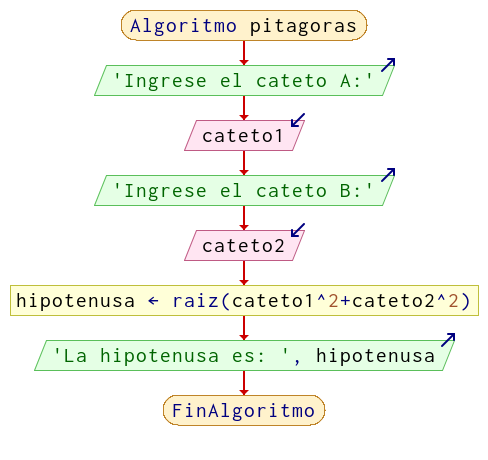 Algoritmo pitagoras
'Ingrese el cateto A:'
cateto1
'Ingrese el cateto B:'
cateto2
hipotenusa ← raiz(cateto1^2+cateto2^2)
'La hipotenusa es: ', hipotenusa
FinAlgoritmo